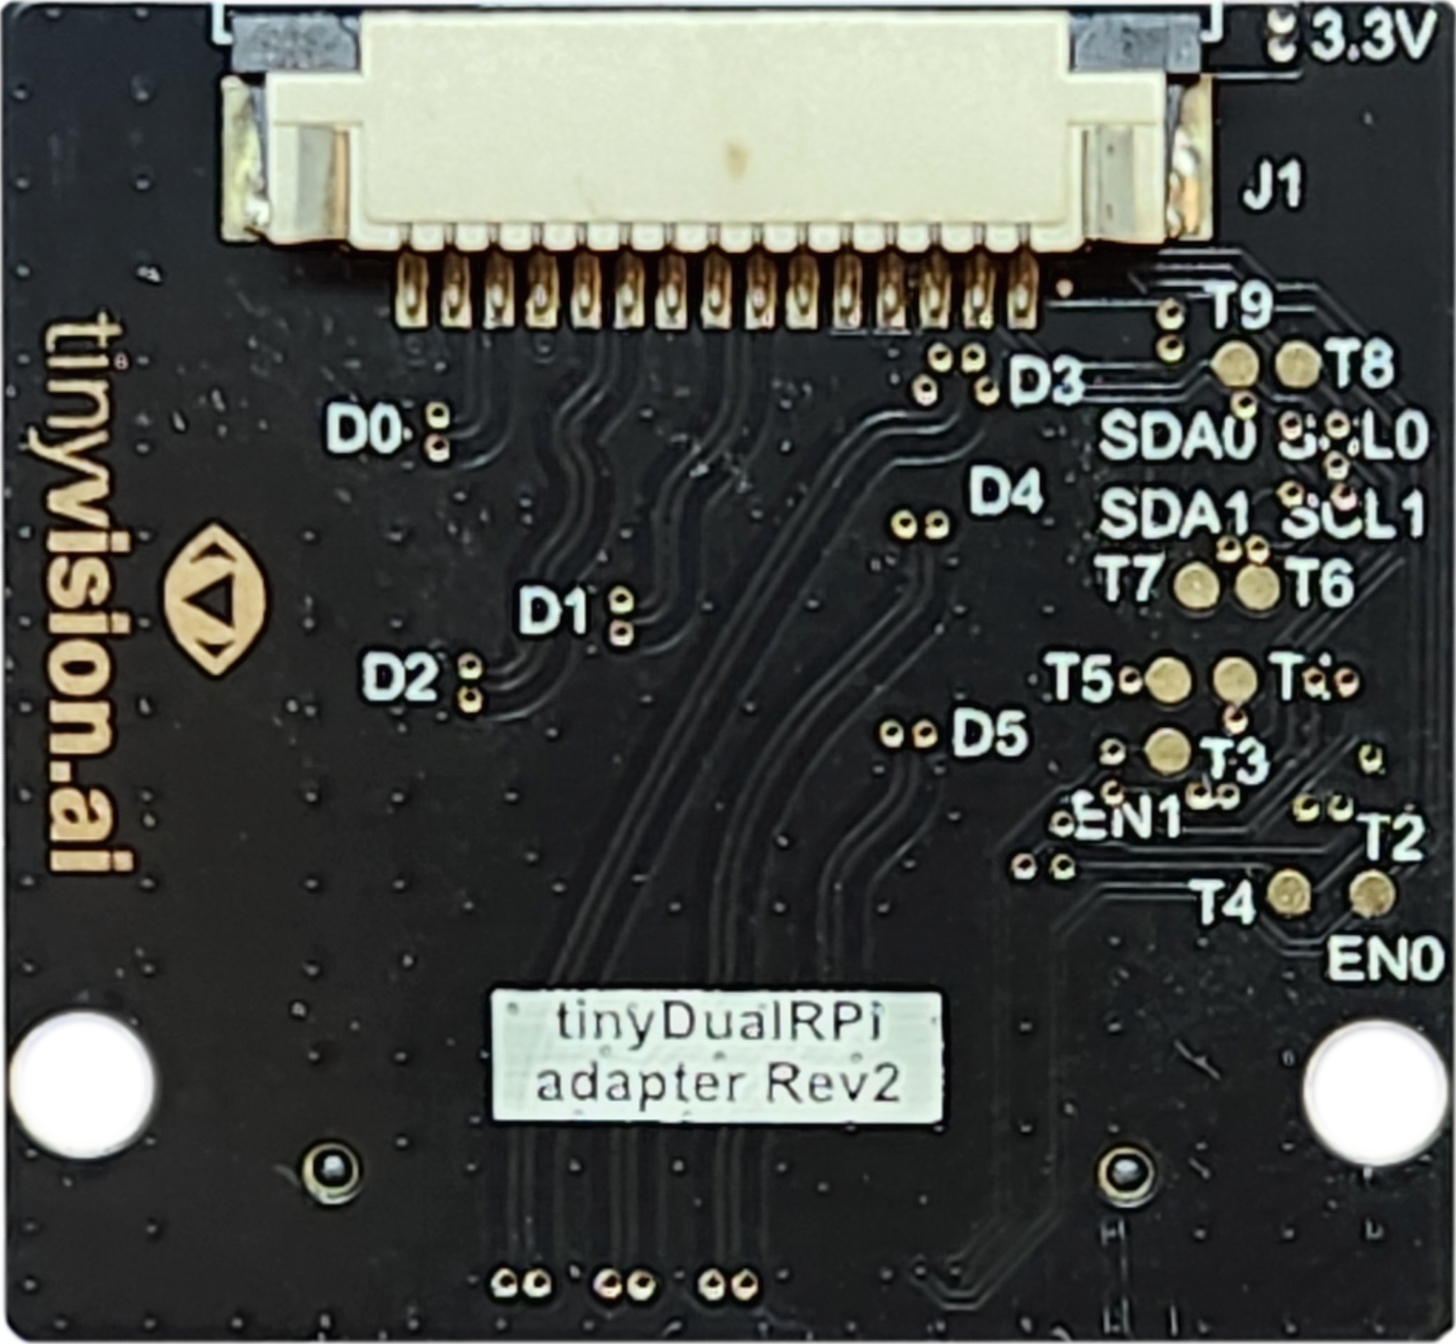 3.3V
J1
T9
D3
T8
D0
SDA0 SCL0
D4
SDA1 SCL1
T7
T6
D1
D2
T5
T4
D5
T3
EN1
T2
T4
EN0
tinyvision.ai
tinyDualRPi
adapter Rev2